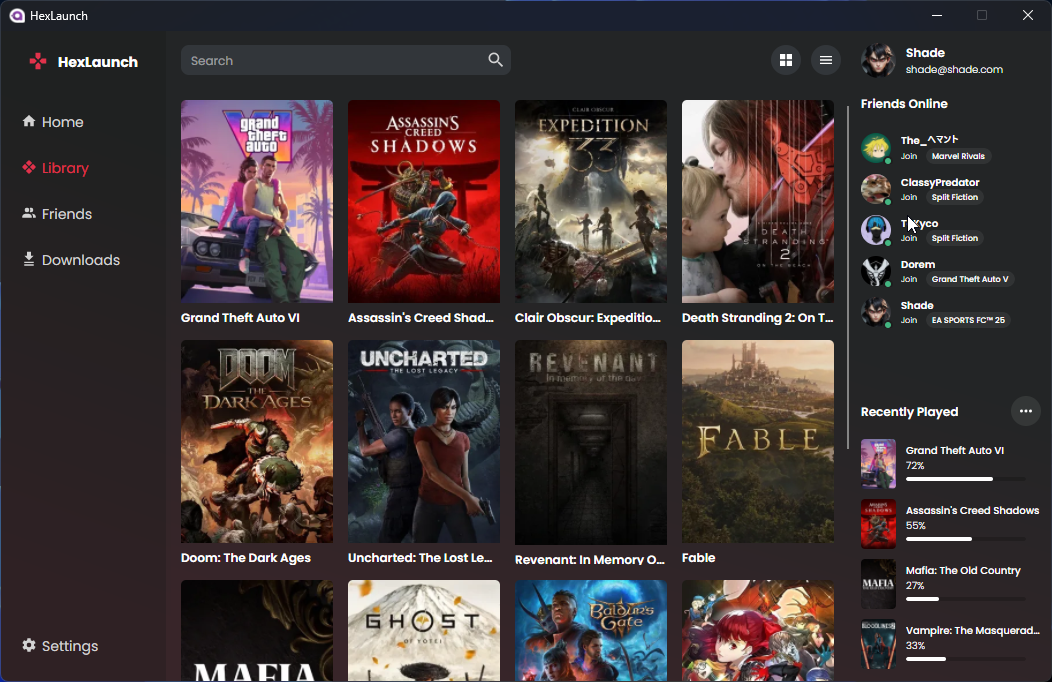 HexLaunch
HexLaunch
Home
Library
Friends
Downloads
Settings
Search
grand theft auto VI
Grand Theft Auto VI
ASSASSIN'S CREED SHADOWS
Assassin's Creed Shad...
CLAIR OBSCUR
EXPEDITION 33
Clair Obscur: Expeditio...
DEATH STRANDING 2
ON THE BEACH
Death Stranding 2: On T...
DOOM
THE DARK AGES
Doom: The Dark Ages
UNCHARTED
THE LOST LEGACY
Uncharted: The Lost Le...
REVENANT
In memory of the day
Revenant: In Memory O...
FABLE
Fable
MAFIA
GHOST
OF YOTEI
Baldur's Gate
Shade
shade@shade.com
Friends Online
The_ヘマント
Join Marvel Rivals
ClassyPredator
Join Split Fiction
Join Split Fiction
Dorem
Join Grand Theft Auto V
Shade
Join EA SPORTS FC™ 25
Recently Played
Grand Theft Auto VI
72%
Assassin's Creed Shadows
55%
MAFIA
Mafia: The Old Country
27%
BLOODLINES
Vampire: The Masquerad...
33%